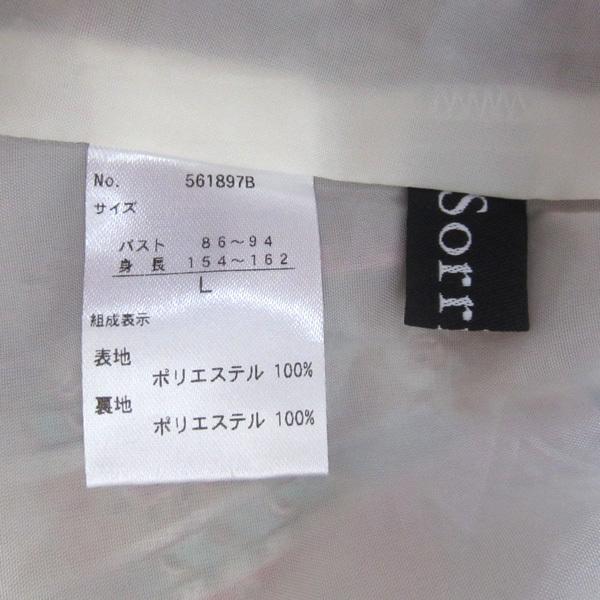 No. 561897B
サイズ
バスト 86～94
身長 154～162
L
組成表示
表地
ポリエステル 100%
裏地
ポリエステル 100%